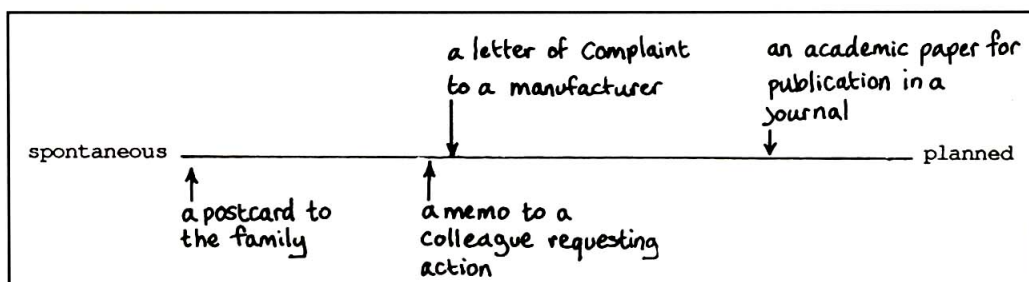 a letter of Complaint
to a manufacturer
an academic paper for
publication in a
journal
spontaneous
planned
a postcard to
the family
a memo to a
colleague requesting
action